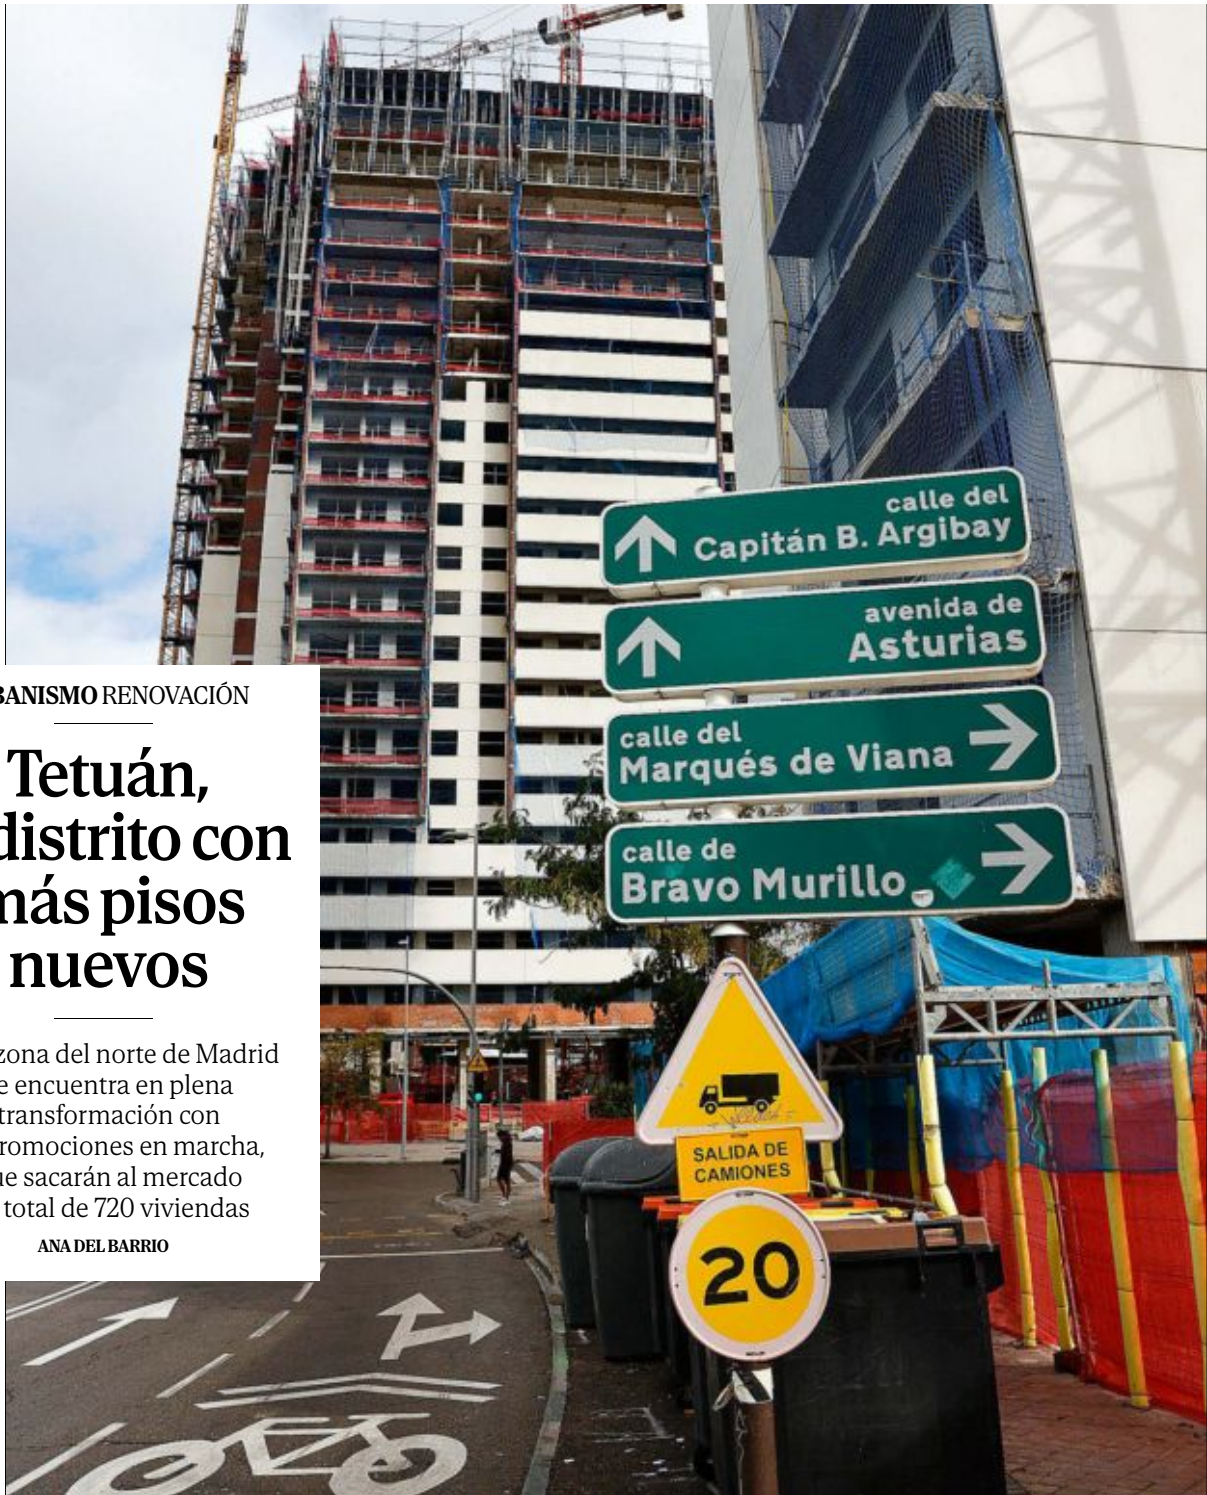 calle del
Capitán B. Argibay
avenida de
Asturias
calle del
Marqués de Viana
calle de
Bravo Murillo
SALIDA DE
CAMIONES
20
BANISMO RENOVACIÓN
Tetuán,
distrito con
más pisos
nuevos
zona del norte de Madrid
e encuentra en plena
transformación con
romociones en marcha,
ue sacarán al mercado
total de 720 viviendas
ANA DEL BARRIO